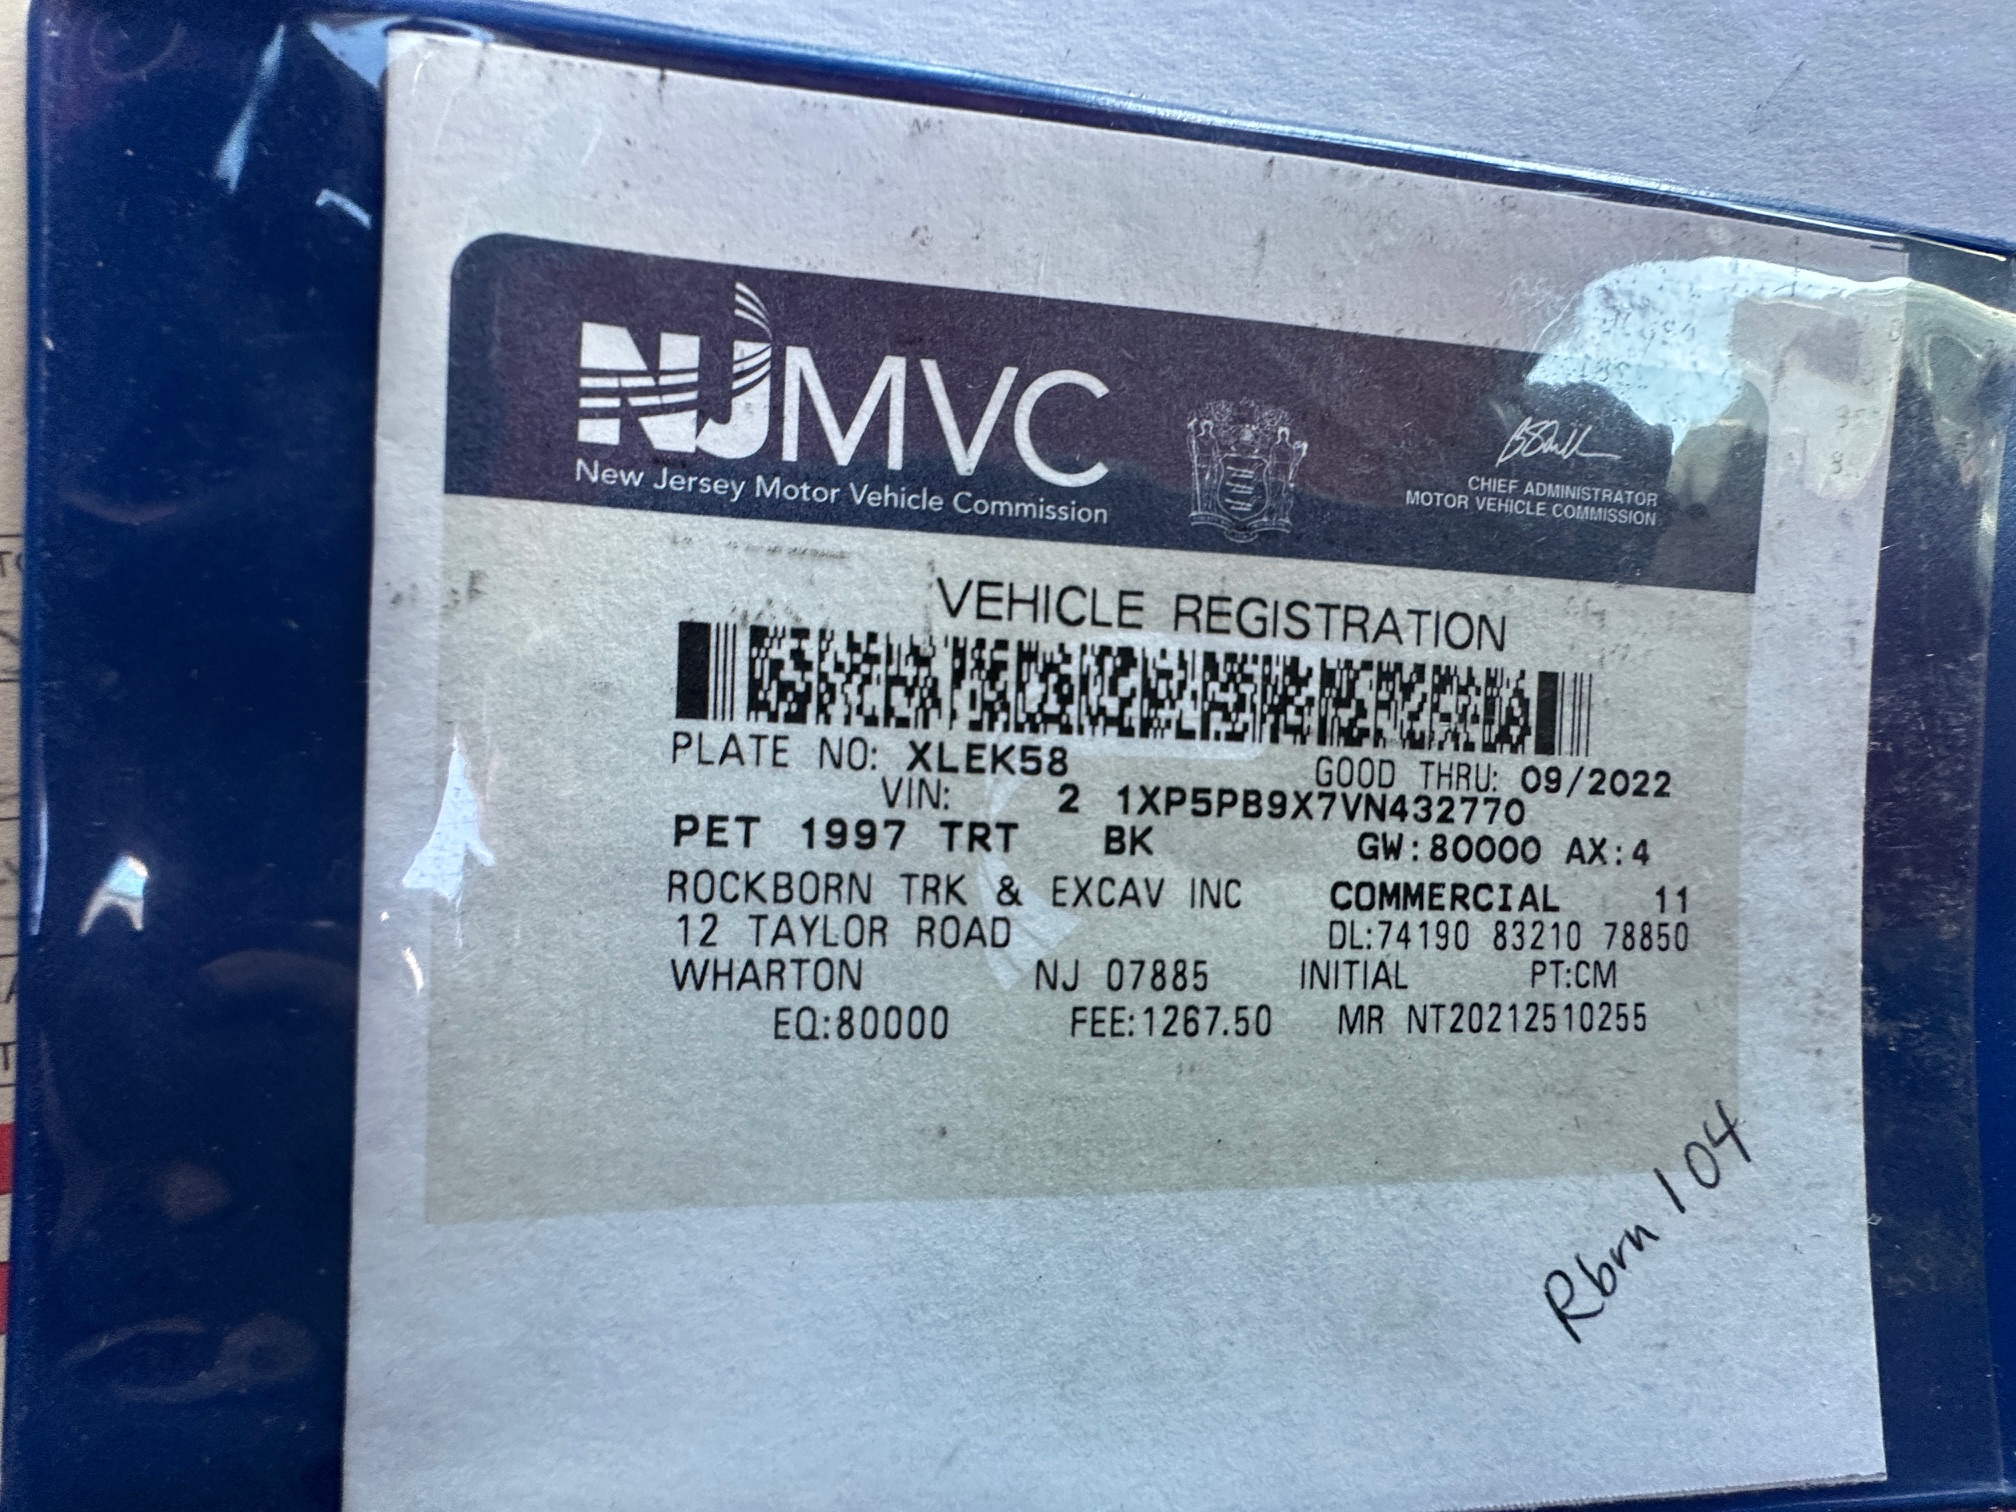 NJMVC
New Jersey Motor Vehicle Commission
CHIEF ADMINISTRATOR
MOTOR VEHICLE COMMISSION
VEHICLE REGISTRATION
PLATE NO: XLEK58 GOOD THRU: 09/2022
VIN: 2 1XP5PB9X7VN432770
PET 1997 TRT BK GW:80000 AX:4
ROCKBORN TRK & EXCAV INC COMMERCIAL 11
12 TAYLOR ROAD DL:74190 83210 78850
WHARTON NJ 07885 INITIAL PT:CM
EQ:80000 FEE:1267.50 MR NT20212510255
Rbrn 104